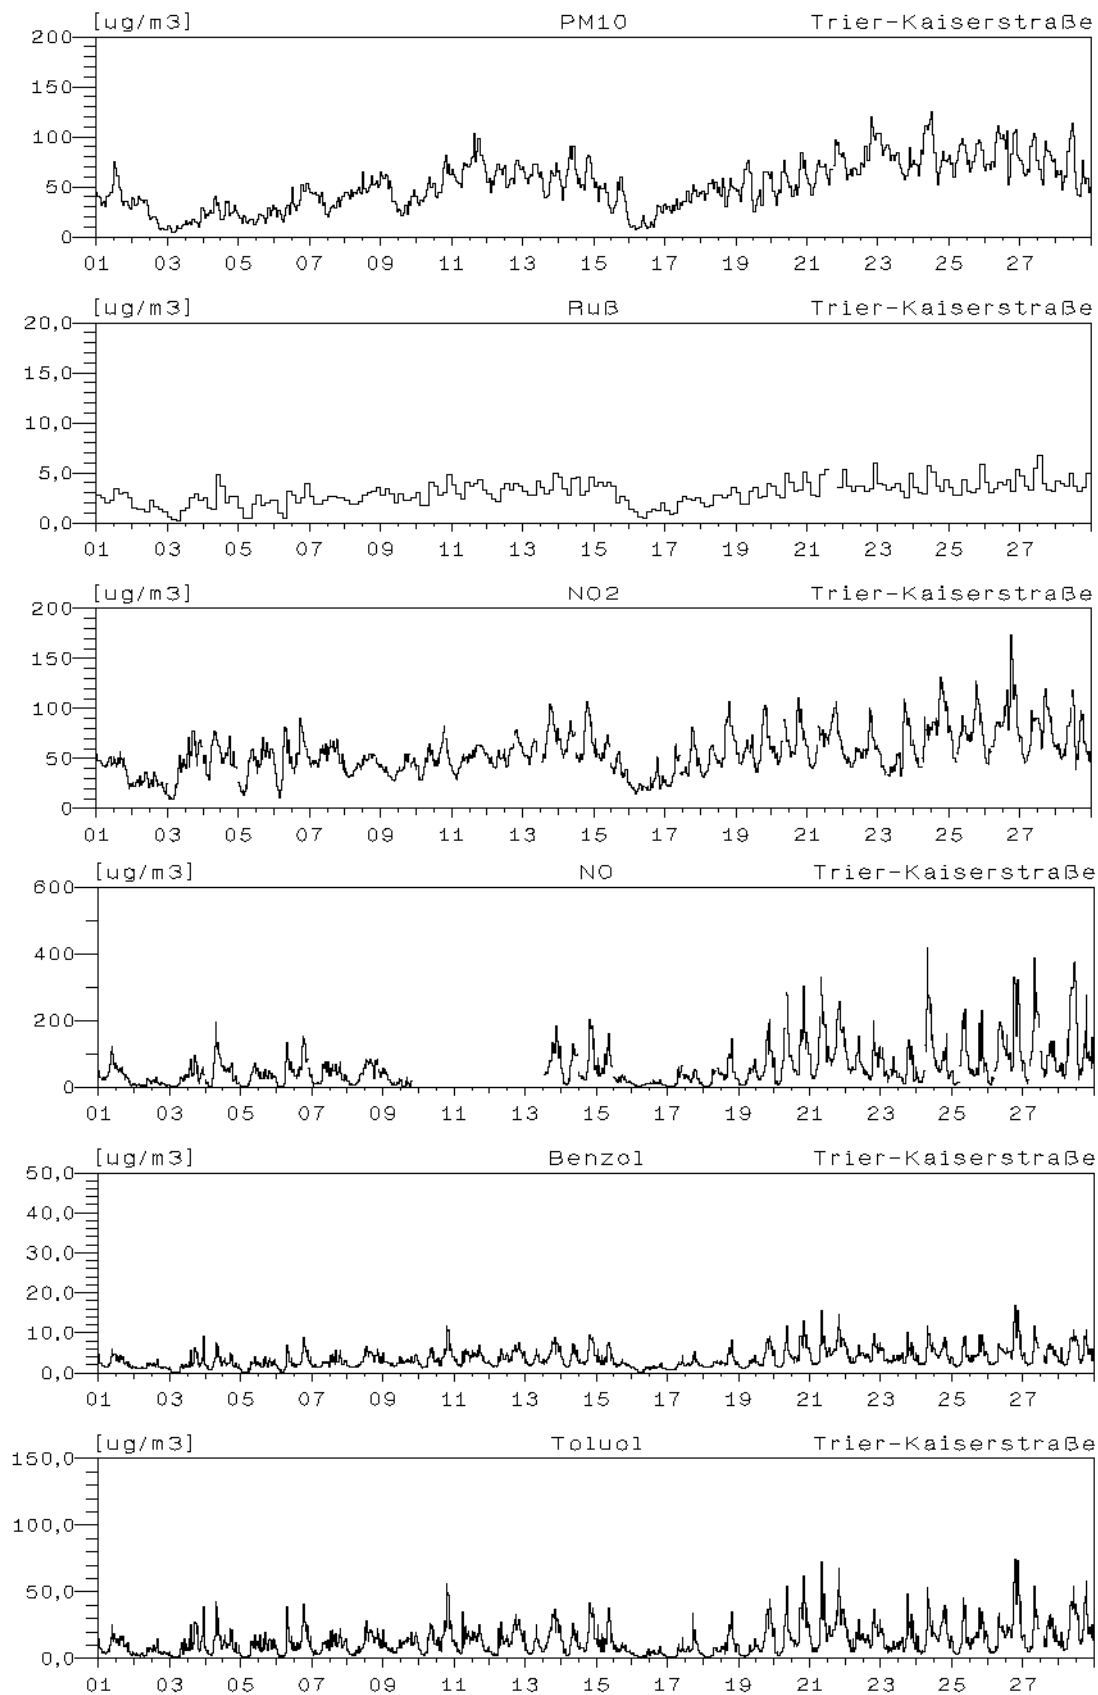 [ug/m3] PM10 Trier-Kaiserstraße
200
150
100
50
0
01 03 05 07 09 11 13 15 17 19 21 23 25 27
[ug/m3] Ruß Trier-Kaiserstraße
20,0
15,0
10,0
5,0
0,0
01 03 05 07 09 11 13 15 17 19 21 23 25 27
[ug/m3] NO2 Trier-Kaiserstraße
200
150
100
50
0
01 03 05 07 09 11 13 15 17 19 21 23 25 27
[ug/m3] NO Trier-Kaiserstraße
600
400
200
0
01 03 05 07 09 11 13 15 17 19 21 23 25 27
[ug/m3] Benzol Trier-Kaiserstraße
50,0
40,0
30,0
20,0
10,0
0,0
01 03 05 07 09 11 13 15 17 19 21 23 25 27
[ug/m3] Toluol Trier-Kaiserstraße
150,0
100,0
50,0
0,0
01 03 05 07 09 11 13 15 17 19 21 23 25 27